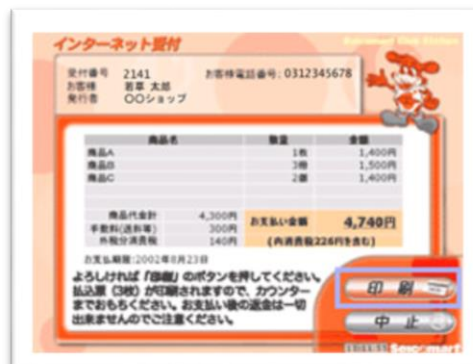 インターネット受付
受付番号 2141 お客様電話番号:0312345678
お客様 若草 太郎
発行者 〇〇ショップ
商品名 数量 金額
商品A 1枚 1,400円
商品B 3冊 1,500円
商品C 2個 1,400円
商品代金計 4,300円
手数料(送料等) 300円
外税分消費税 140円
お支払い金額 4,740円
(内消費税226円を含む)
お支払期限:2002年8月23日
よろしければ「印刷」のボタンを押してください。
払込票(3枚)が印刷されますので、カウンター
までおもちください。お支払い後の返金は一切
出来ませんのでご注意ください。
印 刷
中 止
Seicomart